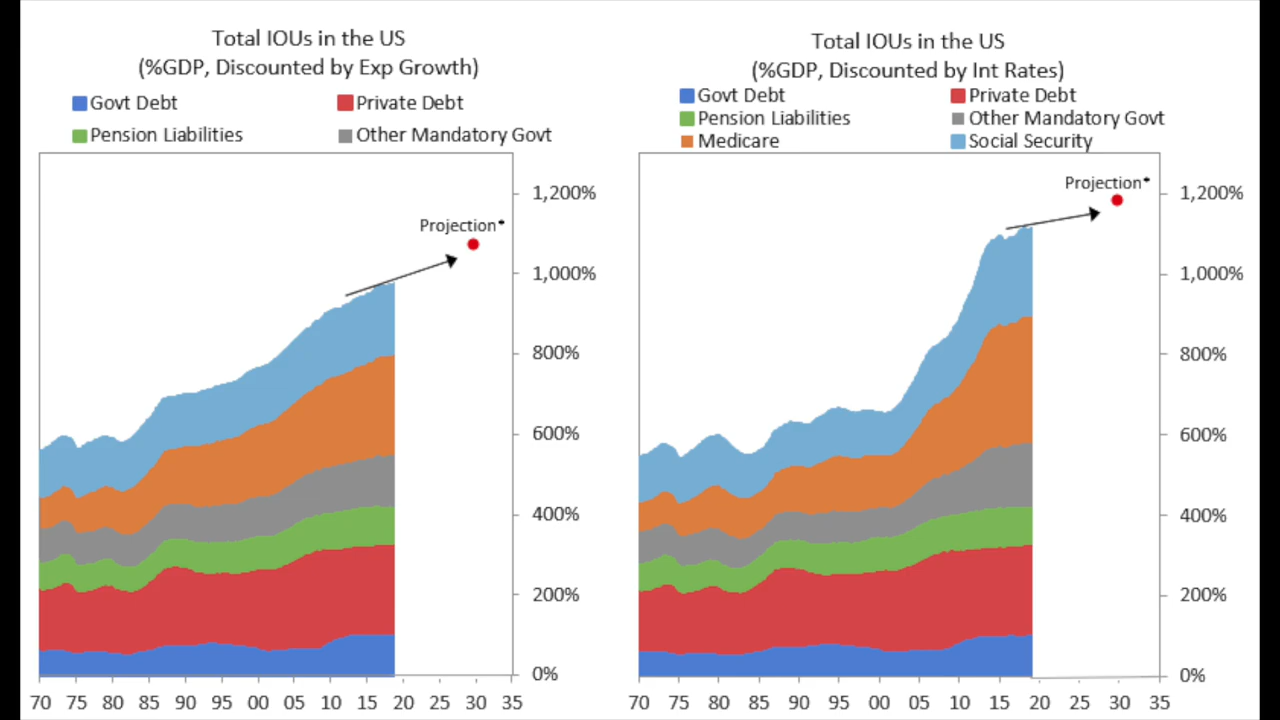 Total IOUs in the US
(%GDP, Discounted by Exp Growth)
Govt Debt Private Debt
Pension Liabilities Other Mandatory Govt
Projection*
1,200%
1,000%
800%
600%
400%
200%
0%
70 75 80 85 90 95 00 05 10 15 20 25 30 35
Total IOUs in the US
(%GDP, Discounted by Int Rates)
Govt Debt Private Debt
Pension Liabilities Other Mandatory Govt
Medicare Social Security
Projection*
1,200%
1,000%
800%
600%
400%
200%
0%
70 75 80 85 90 95 00 05 10 15 20 25 30 35